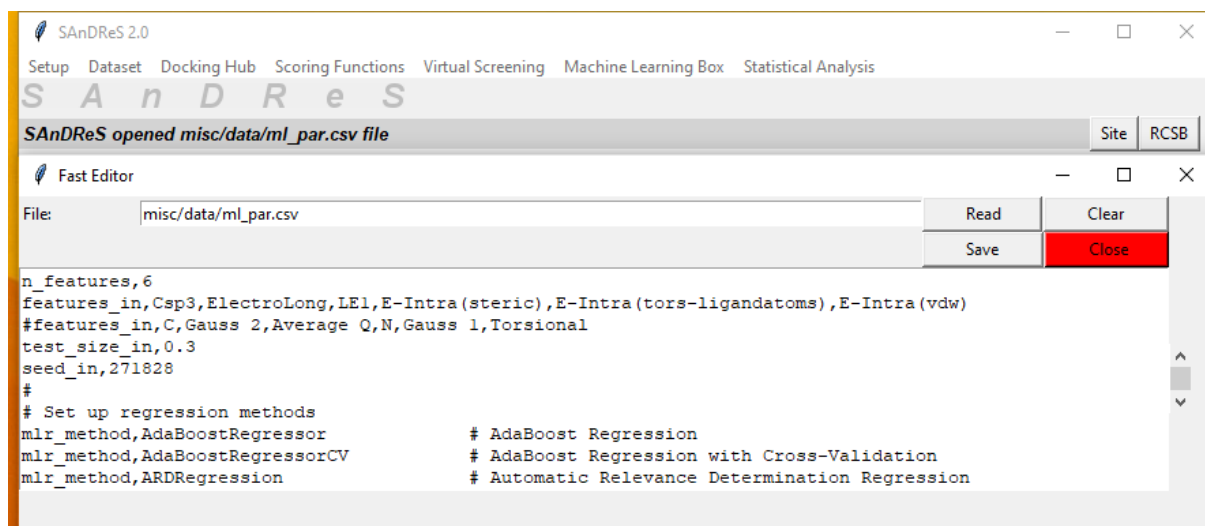 SAnDReS 2.0
Setup Dataset Docking Hub Scoring Functions Virtual Screening Machine Learning Box Statistical Analysis
S A n D R e S
SAnDReS opened misc/data/ml_par.csv file Site RCSB
Fast Editor
File: misc/data/ml_par.csv Read Clear
Save Close
n_features,6
features_in,Csp3,ElectroLong,LE1,E-Intra(steric),E-Intra(tors-ligandatoms),E-Intra(vdw)
#features_in,C,Gauss 2,Average Q,N,Gauss 1,Torsional
test_size_in,0.3
seed_in,271828
#
# Set up regression methods
mlr_method,AdaBoostRegressor # AdaBoost Regression
mlr_method,AdaBoostRegressorCV # AdaBoost Regression with Cross-Validation
mlr_method,ARDRegression # Automatic Relevance Determination Regression